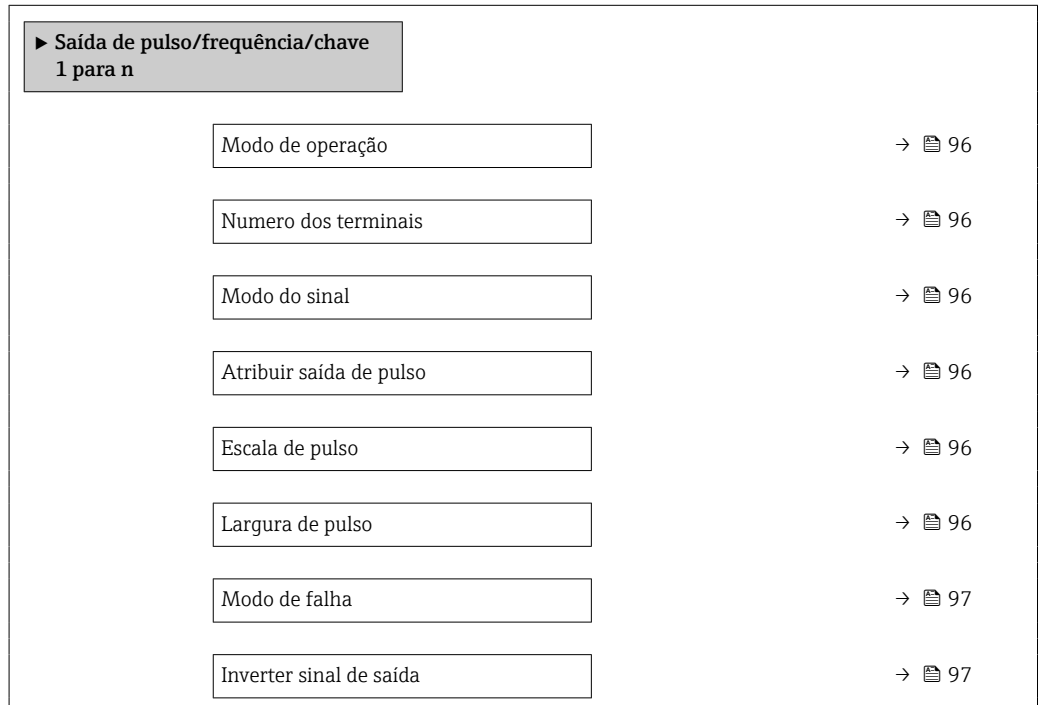 ▶ Saída de pulso/frequência/chave
1 para n
Modo de operação → 96
Numero dos terminais → 96
Modo do sinal → 96
Atribuir saída de pulso → 96
Escala de pulso → 96
Largura de pulso → 96
Modo de falha → 97
Inverter sinal de saída → 97